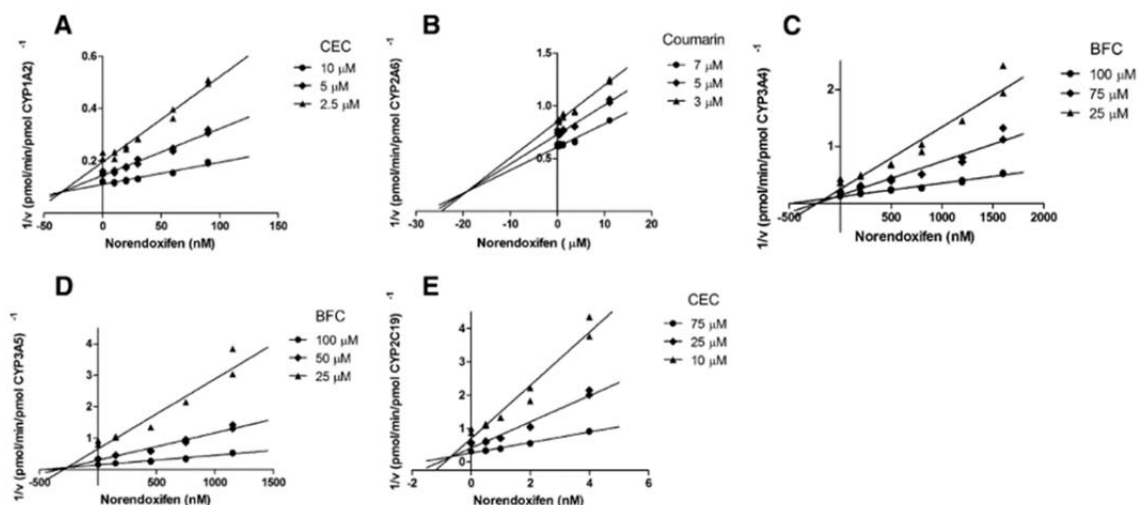 A
1/v (pmol/min/pmol CYP1A2) -1
CEC
10 μM
5 μM
2.5 μM
0.6
0.4
0.2
-50 0 50 100 150
Norendoxifen (nM)
B
1/v (pmol/min/pmol CYP2A6) -1
Coumarin
7 μM
5 μM
3 μM
1.5
1.0
0.5
-30 -20 -10 0 10 20
Norendoxifen ( μM)
C
1/v (pmol/min/pmol CYP3A4) -1
BFC
100 μM
75 μM
25 μM
2
1
-500 0 500 1000 1500 2000
Norendoxifen (nM)
D
1/v (pmol/min/pmol CYP3A5) -1
BFC
100 μM
50 μM
25 μM
4
3
2
1
-500 0 500 1000 1500
Norendoxifen (nM)
E
1/v (pmol/min/pmol CYP2C19) -1
CEC
75 μM
25 μM
10 μM
4
3
2
1
0
-2 0 2 4 6
Norendoxifen (nM)